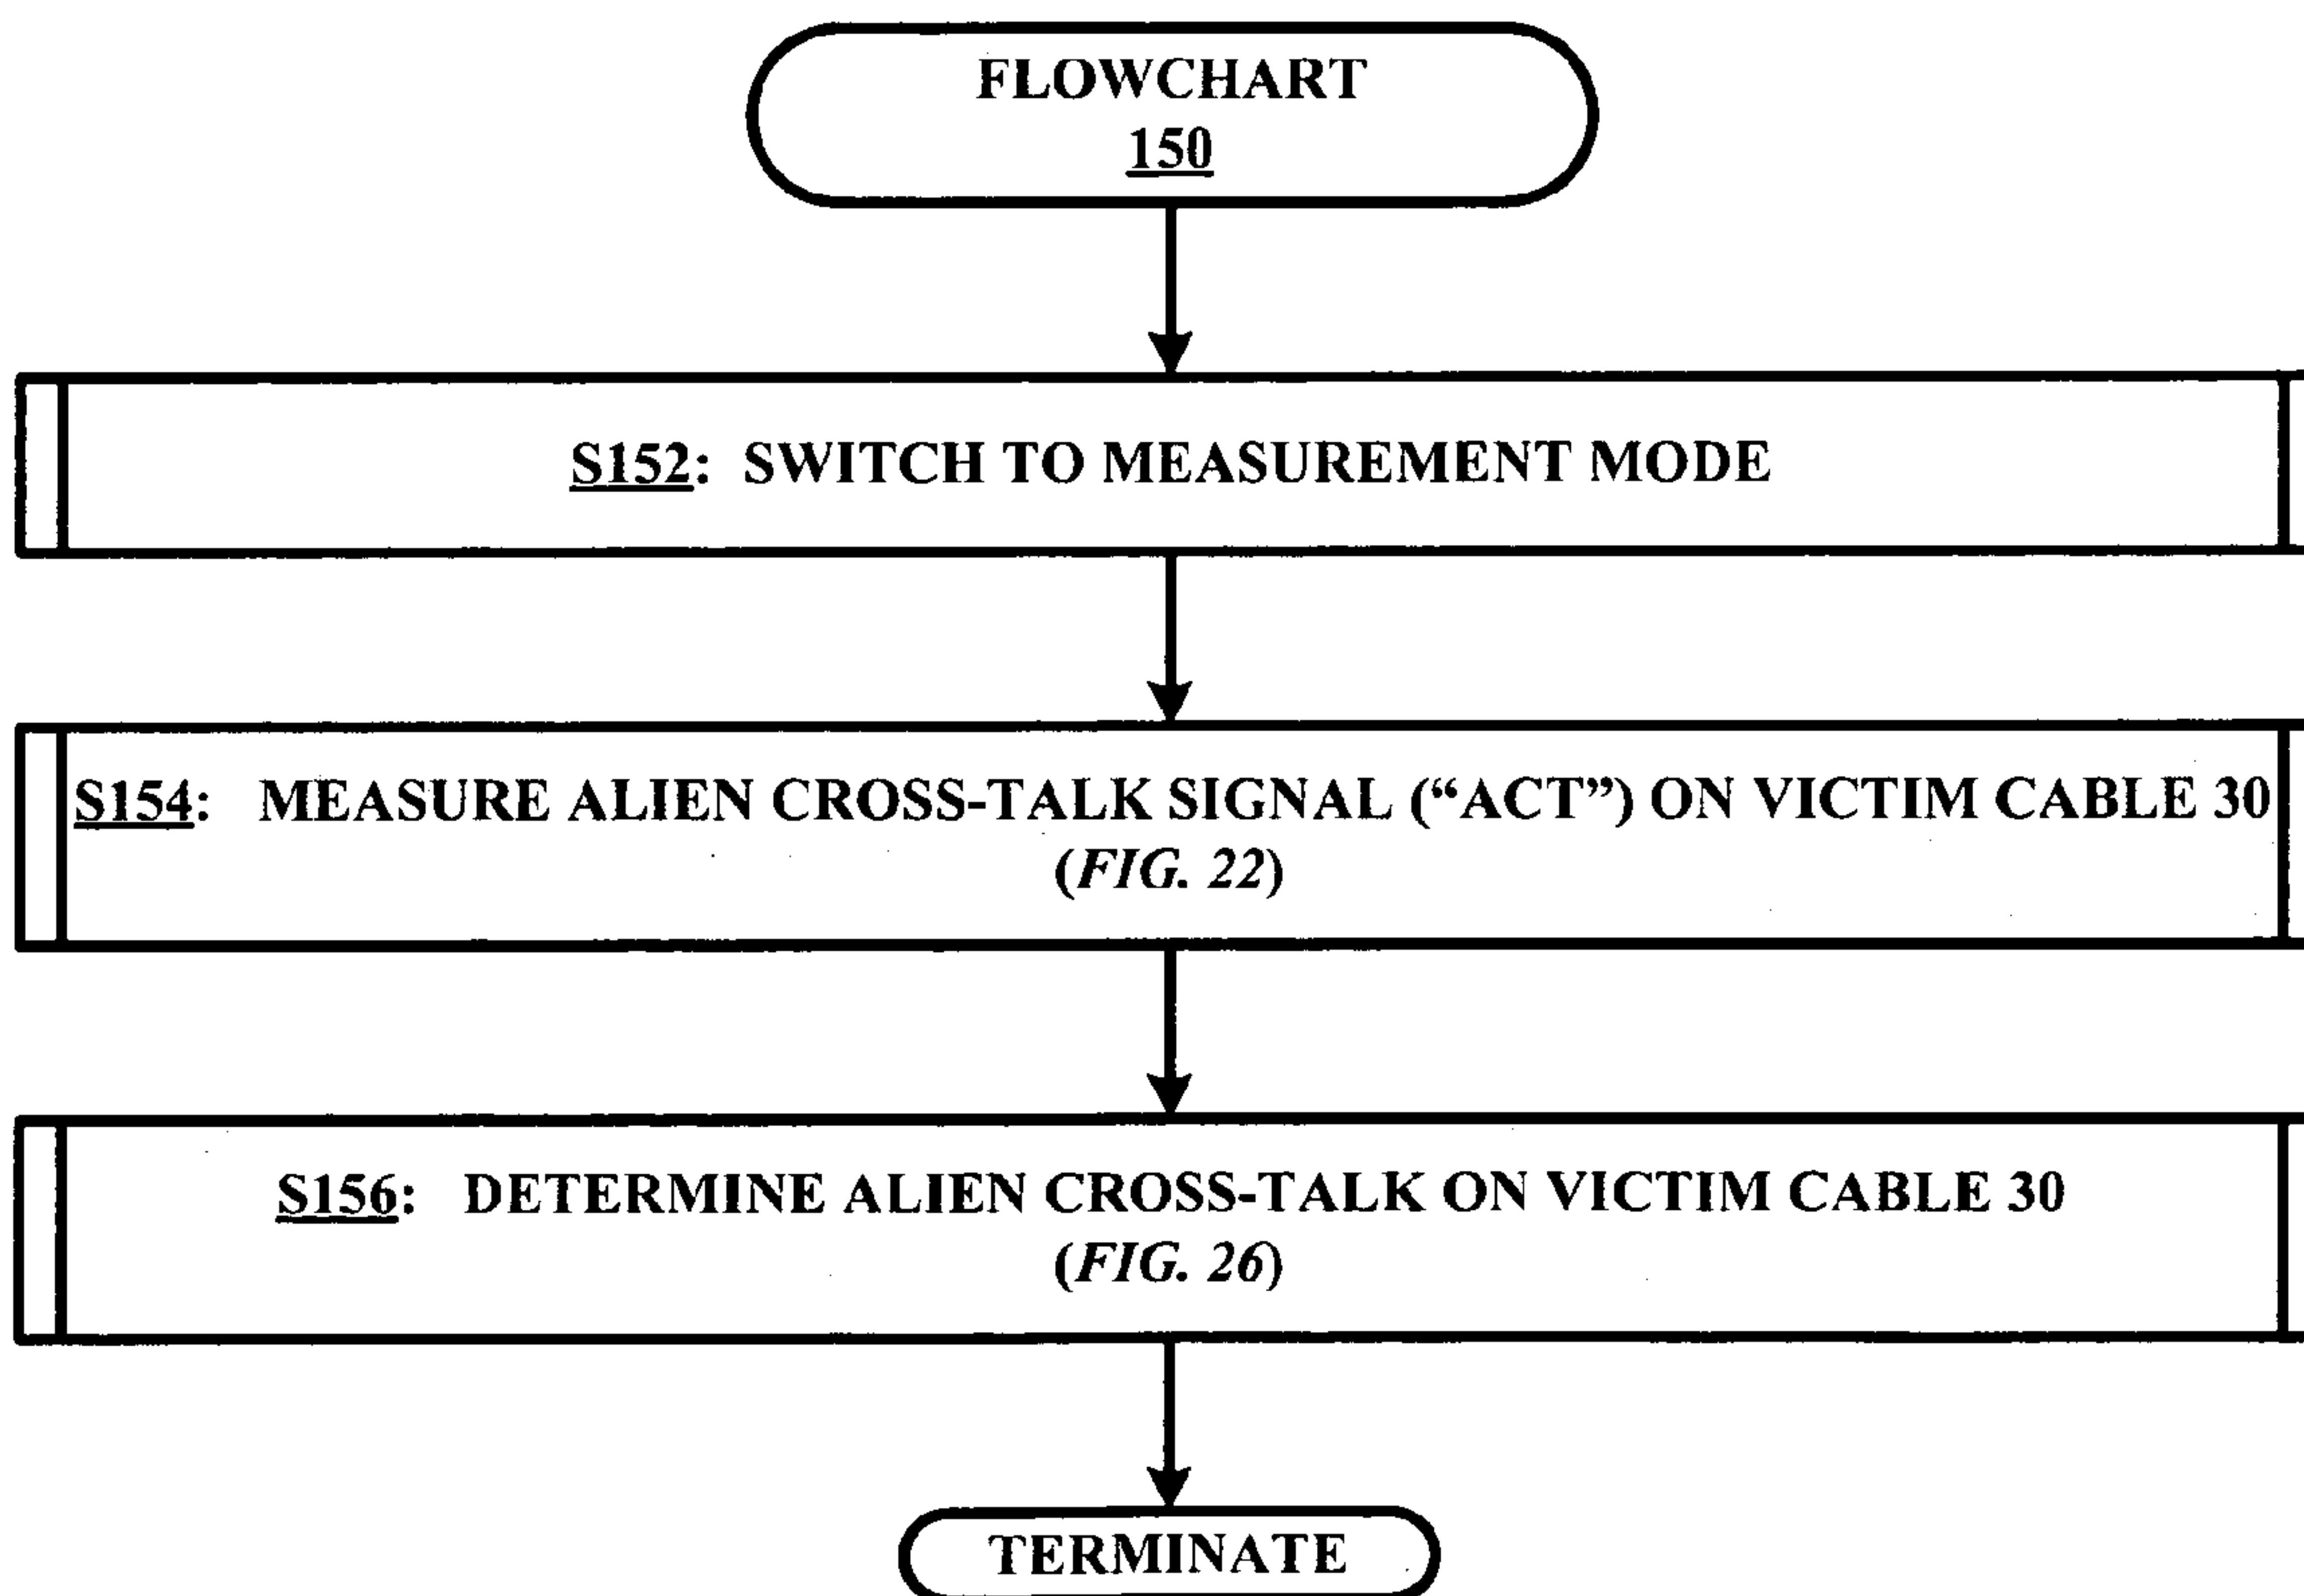 FLOWCHART
150
S152: SWITCH TO MEASUREMENT MODE
S154: MEASURE ALIEN CROSS-TALK SIGNAL (“ACT”) ON VICTIM CABLE 30
(FIG. 22)
S156: DETERMINE ALIEN CROSS-TALK ON VICTIM CABLE 30
(FIG. 26)
TERMINATE